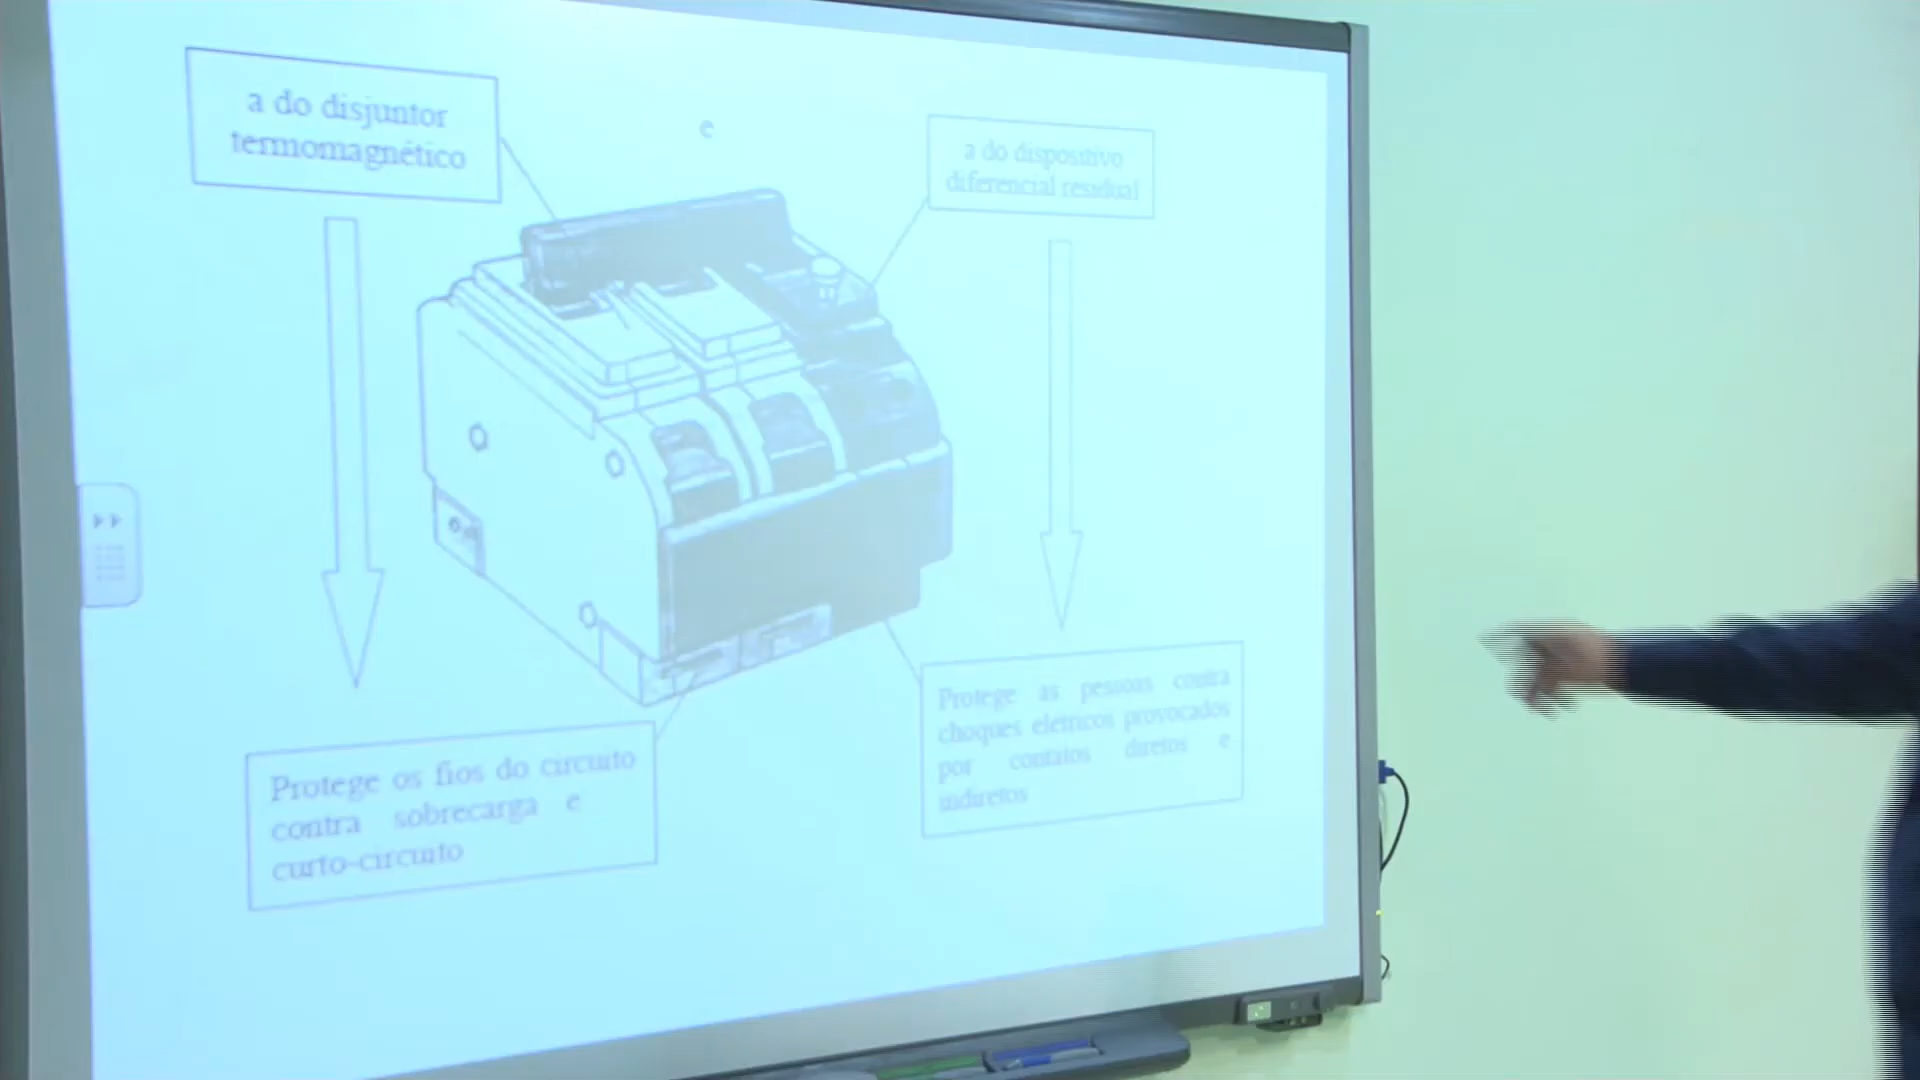 a do disjuntor
termomagnético
e
a do dispositivo
diferencial residual
Protege os fios do circuito
contra sobrecarga e
curto-circuito
Protege as pessoas contra
choques elétricos provocados
por contatos diretos e
indiretos